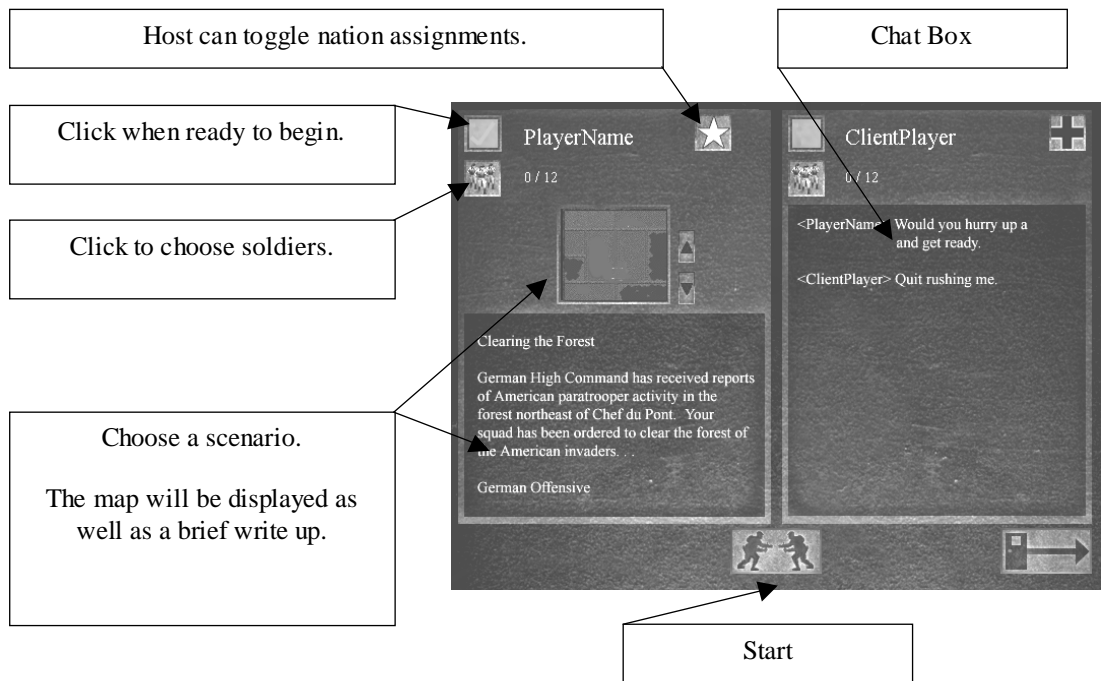 Host can toggle nation assignments.
Chat Box
Click when ready to begin.
Click to choose soldiers.
Choose a scenario.
The map will be displayed as
well as a brief write up.
PlayerName
0 / 12
Clearing the Forest
German High Command has received reports
of American paratrooper activity in the
forest northeast of Chef du Pont. Your
squad has been ordered to clear the forest of
the American invaders. . .
German Offensive
ClientPlayer
0 / 12
<PlayerName> Would you hurry up a
and get ready.
<ClientPlayer> Quit rushing me.
Start